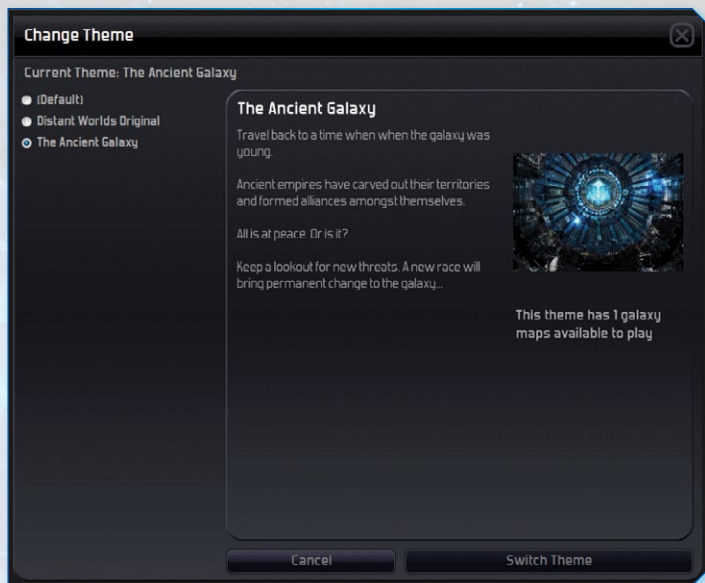 Change Theme
Current Theme: The Ancient Galaxy
(Default)
Distant Worlds Original
The Ancient Galaxy
The Ancient Galaxy
Travel back to a time when when the galaxy was
young.
Ancient empires have carved out their territories
and formed alliances amongst themselves.
All is at peace. Or is it?
Keep a lookout for new threats. A new race will
bring permanent change to the galaxy...
This theme has 1 galaxy
maps available to play
Cancel
Switch Theme